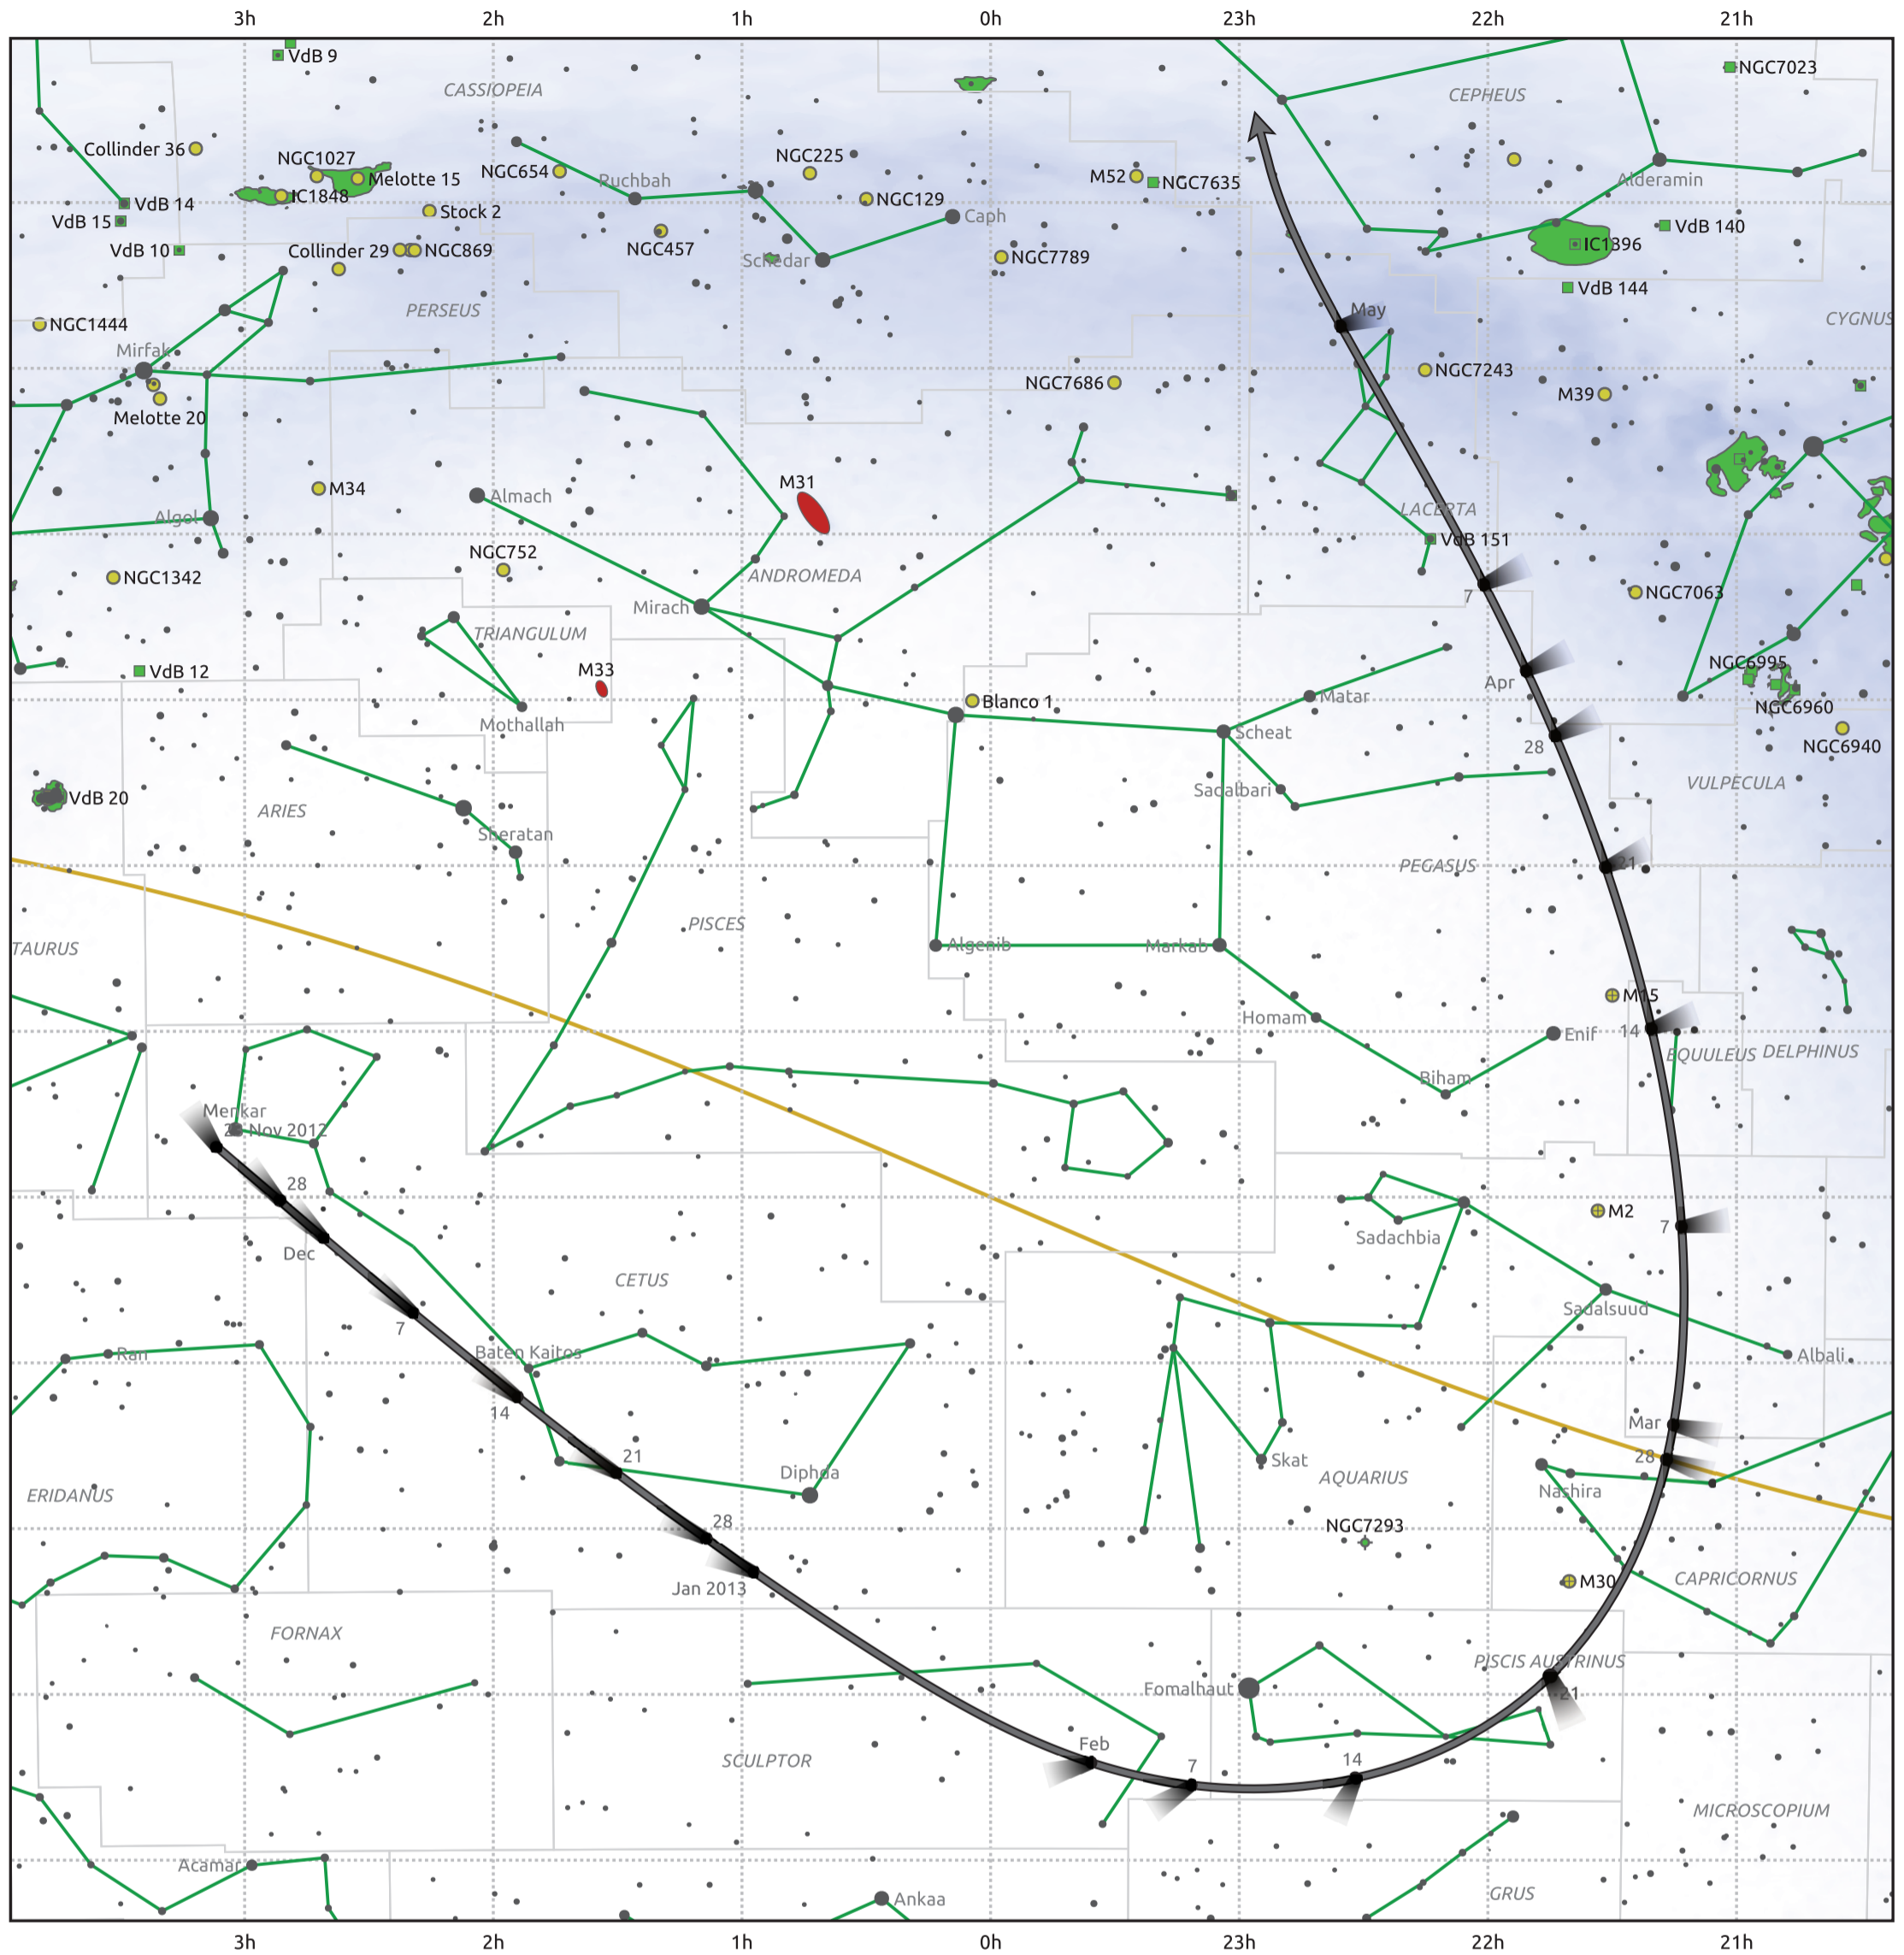 3h 2h 1h 0h 23h 22h 21h
VdB 9
NGC7023
CASSIOPEIA
CEPHEUS
Collinder 36
NGC1027
NGC225
Melotte 15
NGC654
Ruchbah
M52
NGC7635
Alderamin
IC1848
NGC129
VdB 14
Stock 2
Caph
VdB 15
VdB 140
VdB 10
Collinder 29
NGC869
NGC457
Schedar
NGC7789
IC1396
VdB 144
PERSEUS
May
CYGNUS
NGC1444
Mirfak
NGC7243
NGC7686
M39
Melotte 20
M34
Almach
M31
Algol
LACERTA
VdB 151
NGC752
NGC1342
ANDROMEDA
7
NGC7063
Mirach
TRIANGULUM
VdB 12
M33
NGC6995
Apr
Matar
Blanco 1
NGC6960
Mothallah
Scheat
28
NGC6940
VULPECULA
VdB 20
Sadalbari
ARIES
Sheratan
PEGASUS
21
PISCES
TAURUS
Algenib
Markab
M15
Homam
14
Enif
EQUULEUS
DELPHINUS
Biham
Menkar
Nov 2012
28
M2
7
Sadachbia
Dec
CETUS
Sadalsuud
7
Ran
Baten Kaitos
Albali
14
Mar
21
28
Diphda
Skat
AQUARIUS
Nashira
ERIDANUS
28
NGC7293
Jan 2013
M30
CAPRICORNUS
FORNAX
PISCIS AUSTRINUS
Fomalhaut
21
Feb
SCULPTOR
7
14
MICROSCOPIUM
Acamar
Ankaa
GRUS
3h 2h 1h 0h 23h 22h 21h